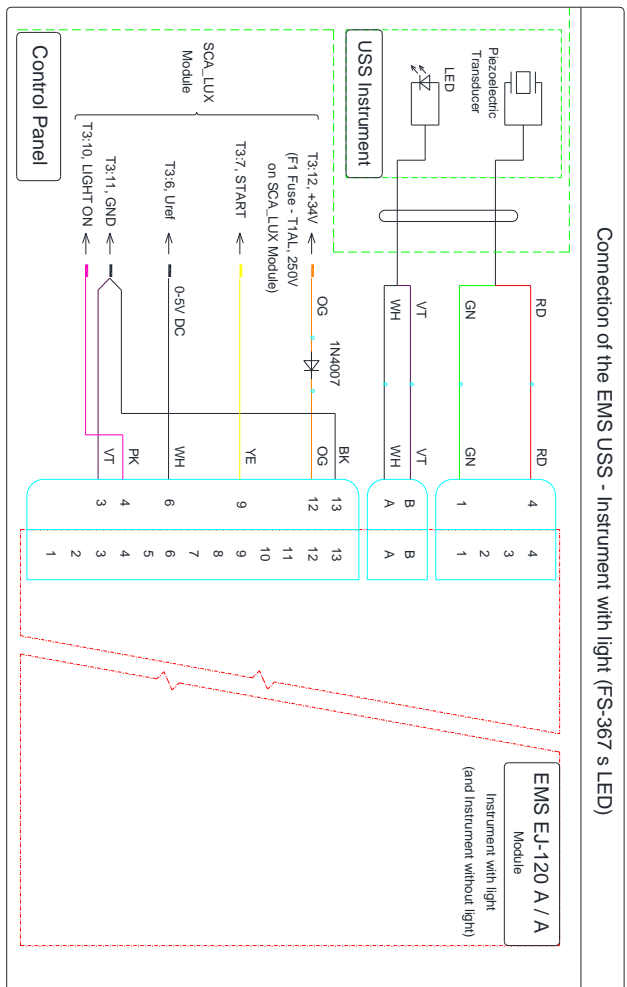 Connection of the EMS USS - Instrument with light (FS-367 s LED)
Piezoelectric
Transducer
LED
USS Instrument
RD
RD
GN
GN
VT
VT
WH
WH
4
3
2
1
4
1
B
A
B
A
SCA_LUX
Module
T3:12, +34V
(F1 Fuse - T1AL, 250V
on SCA_LUX Module)
T3:7, START
T3:6, Uref
T3:11, GND
T3:10, LIGHT ON
Control Panel
OG
1N4007
0-5V DC
BK
OG
YE
WH
PK
VT
13
12
9
6
4
3
13
12
11
10
9
8
7
6
5
4
3
2
1
EMS EJ-120 A / A
Module
Instrument with light
(and Instrument without light)